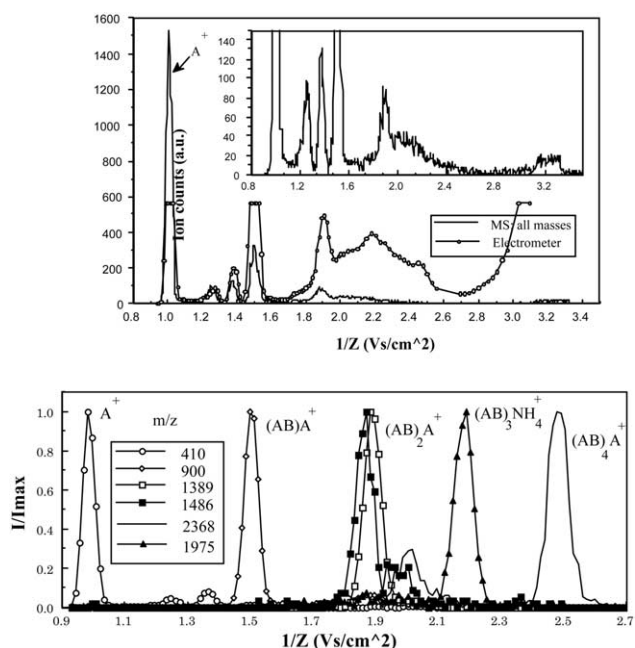 1600
1400
1200
1000
800
600
400
200
0
Ion counts (a.u.)
A+
140
120
100
80
60
40
20
0
0.8 1.2 1.6 2.0 2.4 2.8 3.2
MS: all masses
Electrometer
0.8 1.0 1.2 1.4 1.6 1.8 2.0 2.2 2.4 2.6 2.8 3.0 3.2 3.4
1/Z (Vs/cm^2)
1.0
0.8
0.6
0.4
0.2
0.0
I/Imax
A+
(AB)A+
(AB)2A+
(AB)3NH4+
(AB)4A+
m/z
410
900
1389
1486
2368
1975
0.9 1.1 1.3 1.5 1.7 1.9 2.1 2.3 2.5 2.7
1/Z (Vs/cm^2)